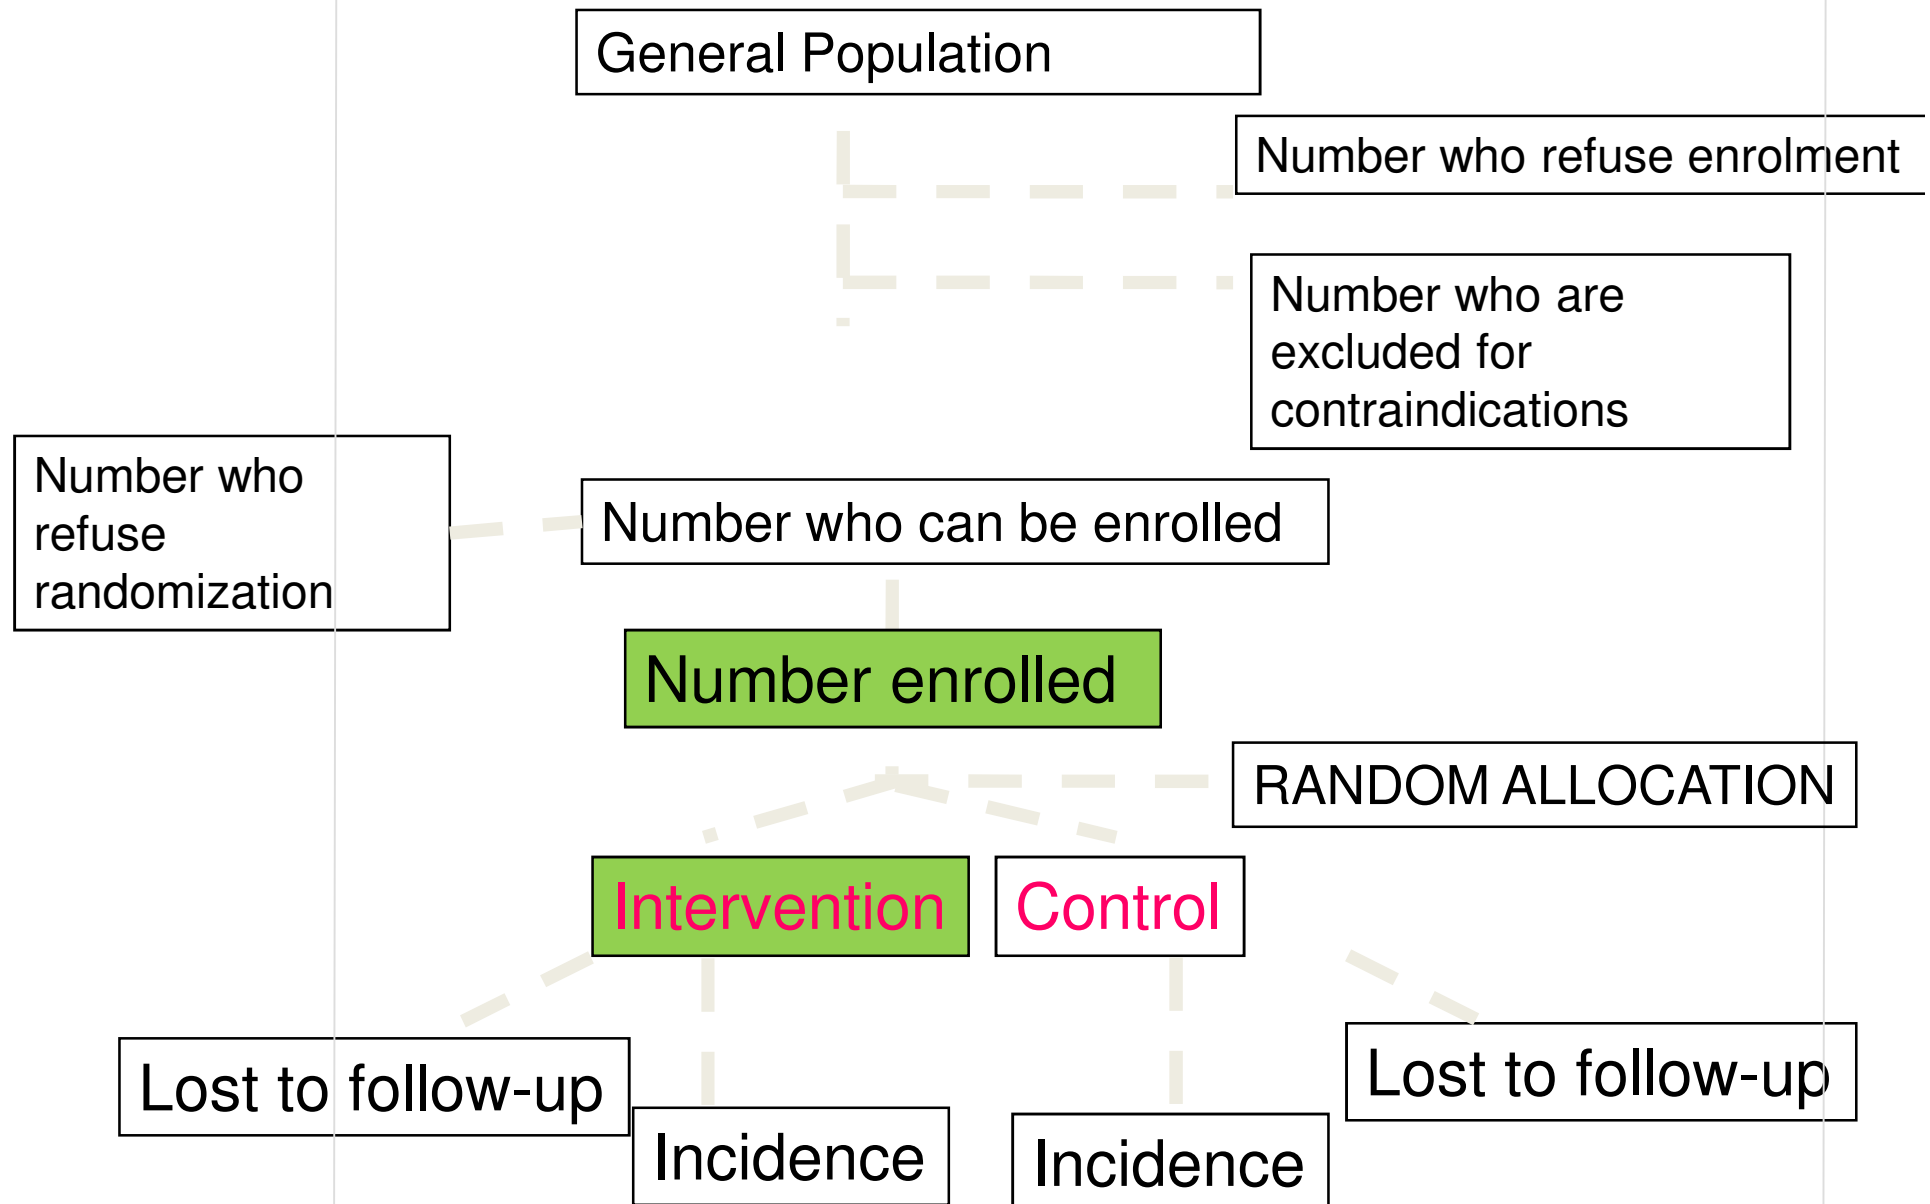 General Population
Number who refuse enrolment
Number who are
excluded for
contraindications
Number who
refuse
randomization
Number who can be enrolled
Number enrolled
RANDOM ALLOCATION
Intervention
Control
Lost to follow-up
Lost to follow-up
Incidence
Incidence